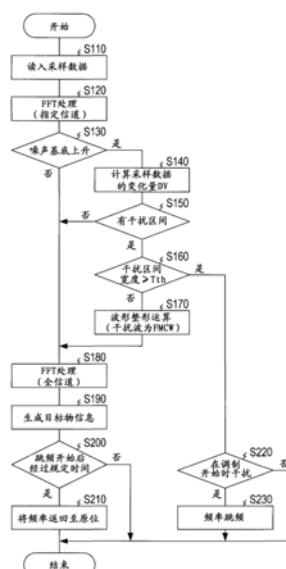 开始
S110
读入采样数据
S120
FFT处理
(指定信道)
S130
噪声基底上升
是
否
S140
计算采样数据
的变化量DV
S150
有干扰区间
否
是
S160
干扰区间
宽度≥Tth
是
否
S170
波形整形运算
(干扰波为FMCW)
S180
FFT处理
(全信道)
S190
生成目标物信息
S200
跳频开始后
经过规定时间
否
是
S210
将频率返回至原位
S220
在调制
开始时干扰
否
是
S230
频率跳频
结束